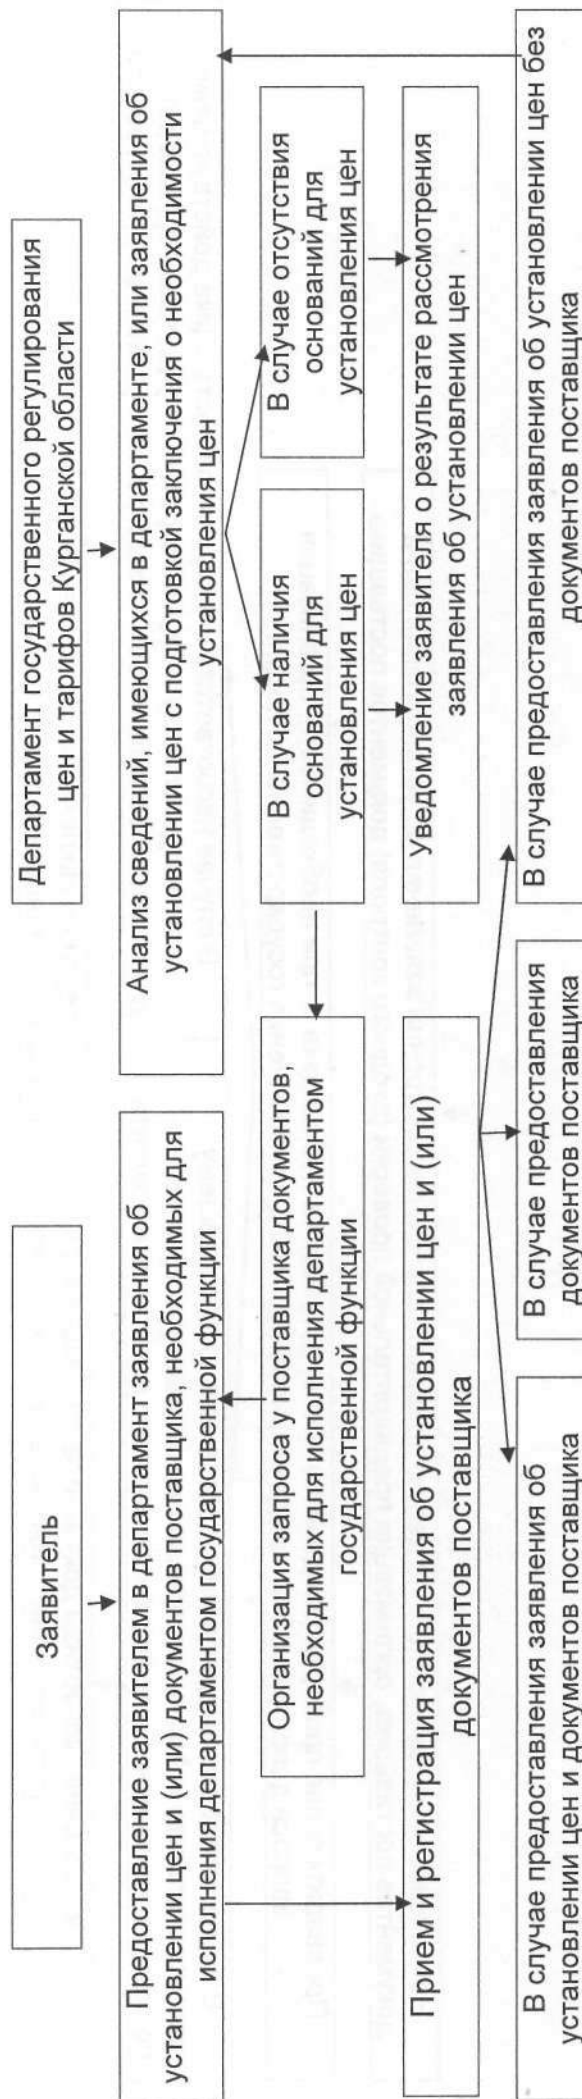 Заявитель
Департамент государственного регулирования
цен и тарифов Курганской области
Предоставление заявителем в департамент заявления об
установлении цен и (или) документов поставщика, необходимых для
исполнения департаментом государственной функции
Анализ сведений, имеющихся в департаменте, или заявления об
установлении цен с подготовкой заключения о необходимости
установления цен
Организация запроса у поставщика документов,
необходимых для исполнения департаментом
государственной функции
В случае наличия
оснований для
установления цен
В случае отсутствия
оснований для
установления цен
Прием и регистрация заявления об установлении цен и (или)
документов поставщика
Уведомление заявителя о результате рассмотрения
заявления об установлении цен
В случае предоставления заявления об
установлении цен и документов поставщика
В случае предоставления
документов поставщика
В случае предоставления заявления об установлении цен без
документов поставщика